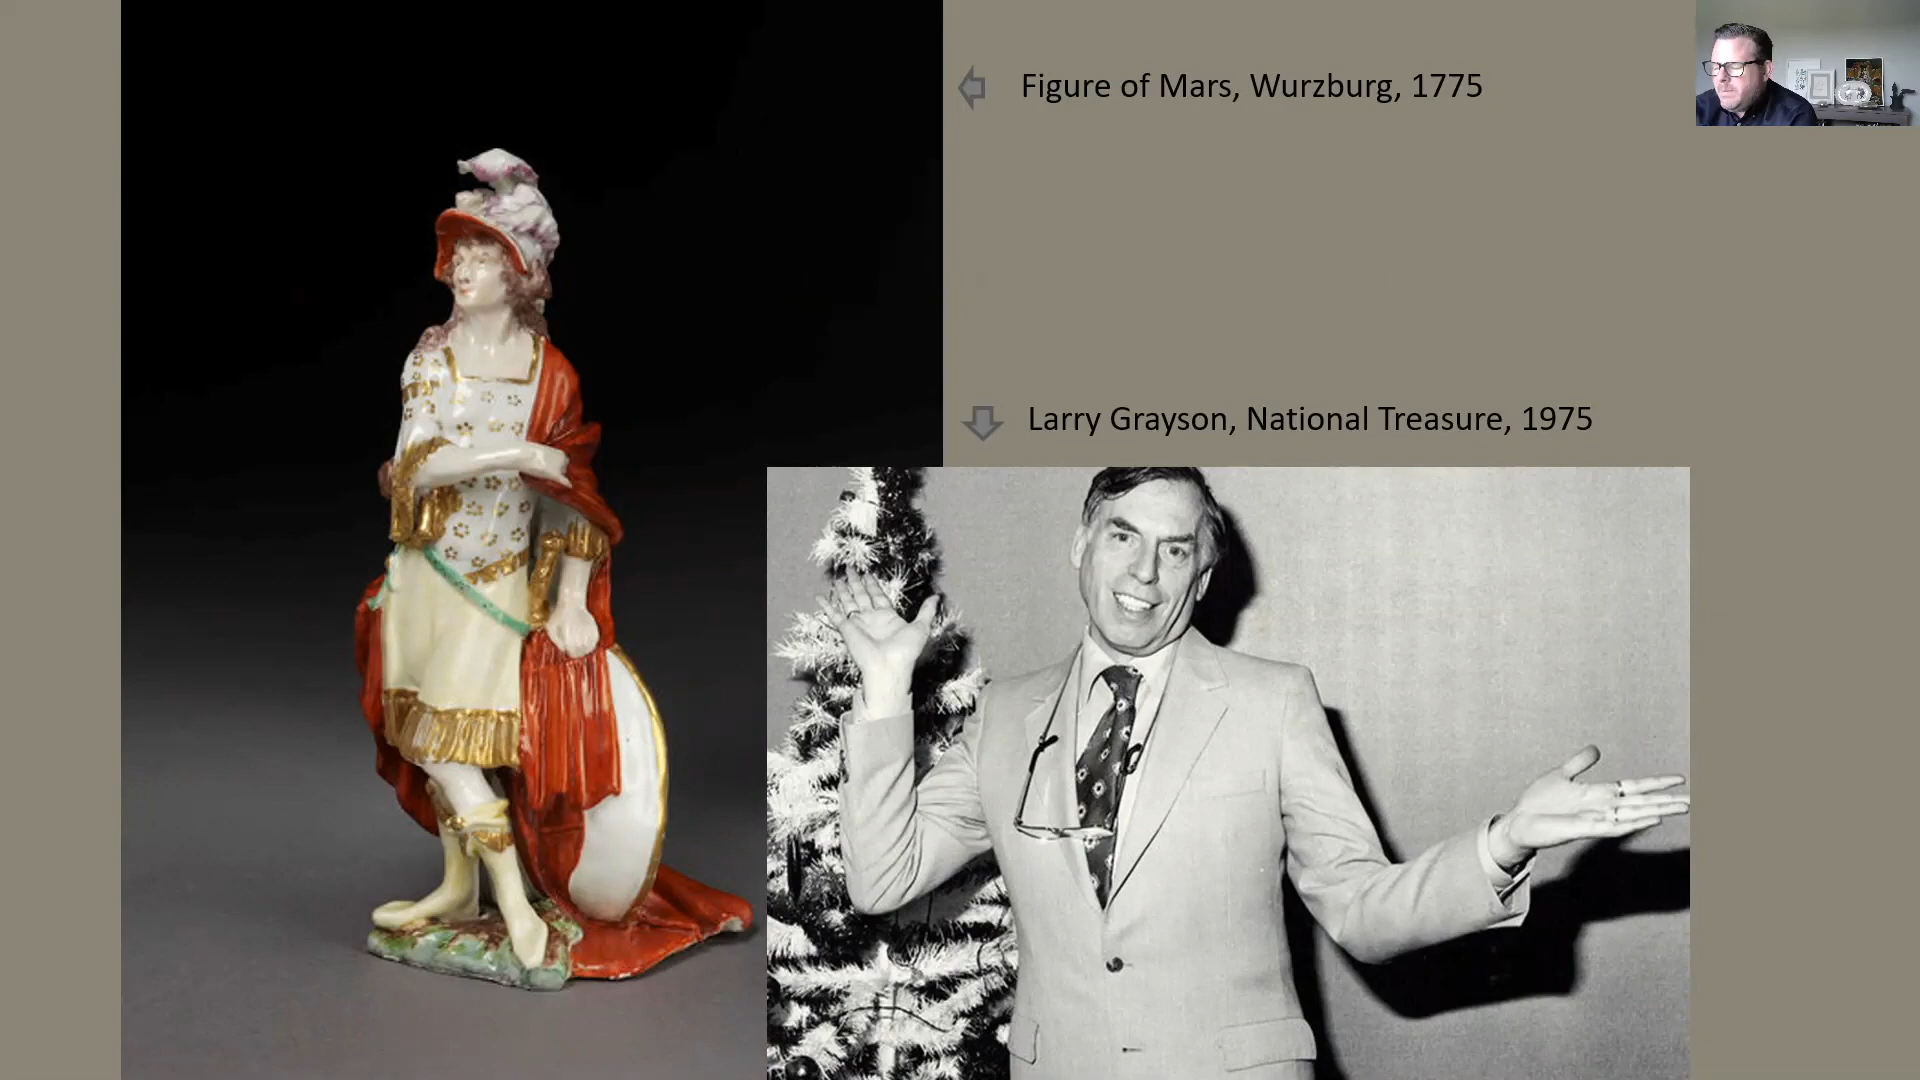 Figure of Mars, Wurzburg, 1775
Larry Grayson, National Treasure, 1975